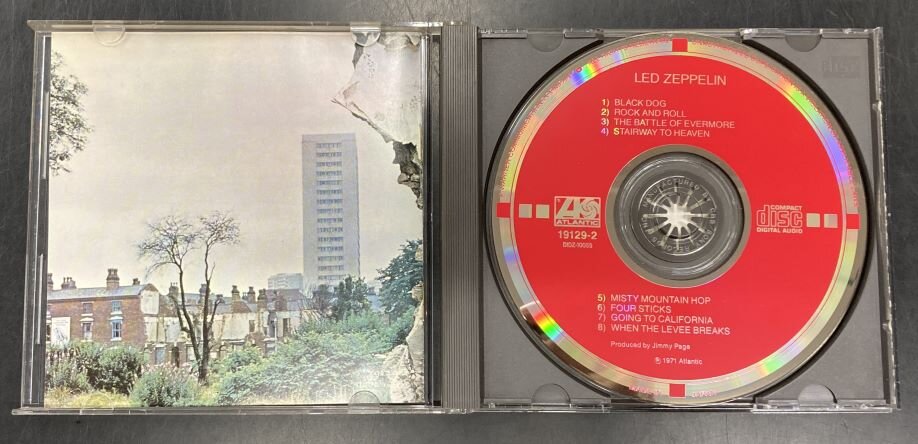 LED ZEPPELIN
1) BLACK DOG
2) ROCK AND ROLL
3) THE BATTLE OF EVERMORE
4) STAIRWAY TO HEAVEN
ATLANTIC
19129-2
DIDZ-10065
COMPACT
disc
DIGITAL AUDIO
5) MISTY MOUNTAIN HOP
6) FOUR STICKS
7) GOING TO CALIFORNIA
8) WHEN THE LEVEE BREAKS
Produced by Jimmy Page
℗ 1971 Atlantic